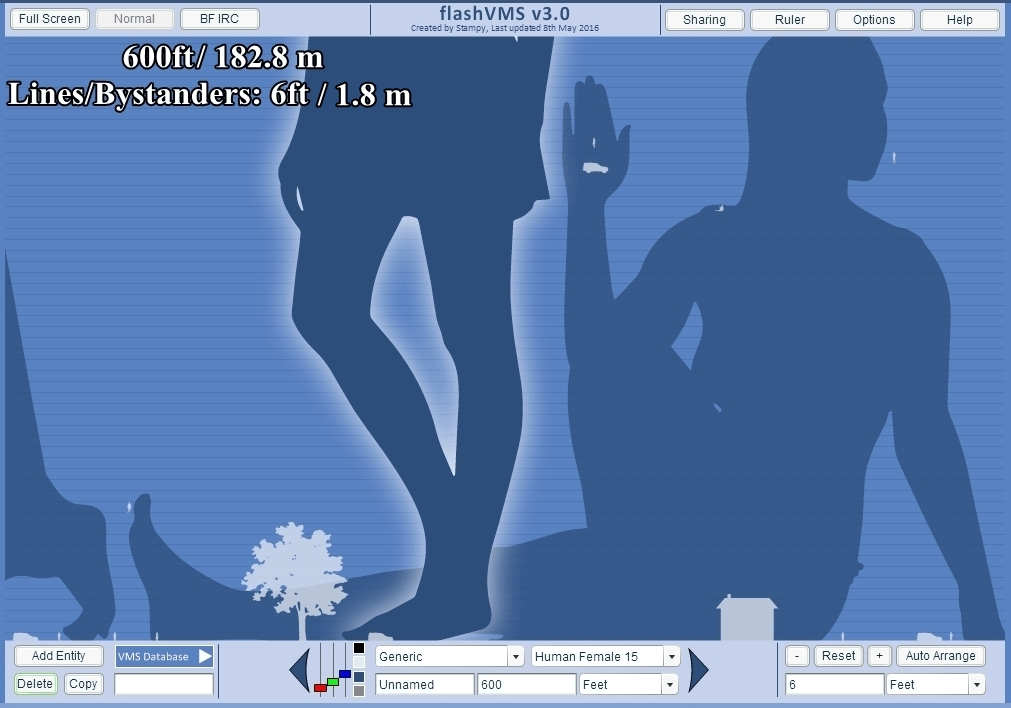 Full Screen
Normal
BF IRC
flashVMS v3.0
Created by Stampy, Last updated 8th May 2016
Sharing
Ruler
Options
Help
600ft/ 182.8 m
Lines/Bystanders: 6ft / 1.8 m
Add Entity
VMS Database
Generic
Human Female 15
-
Reset
+
Auto Arrange
Delete
Copy
Unnamed
600
Feet
6
Feet